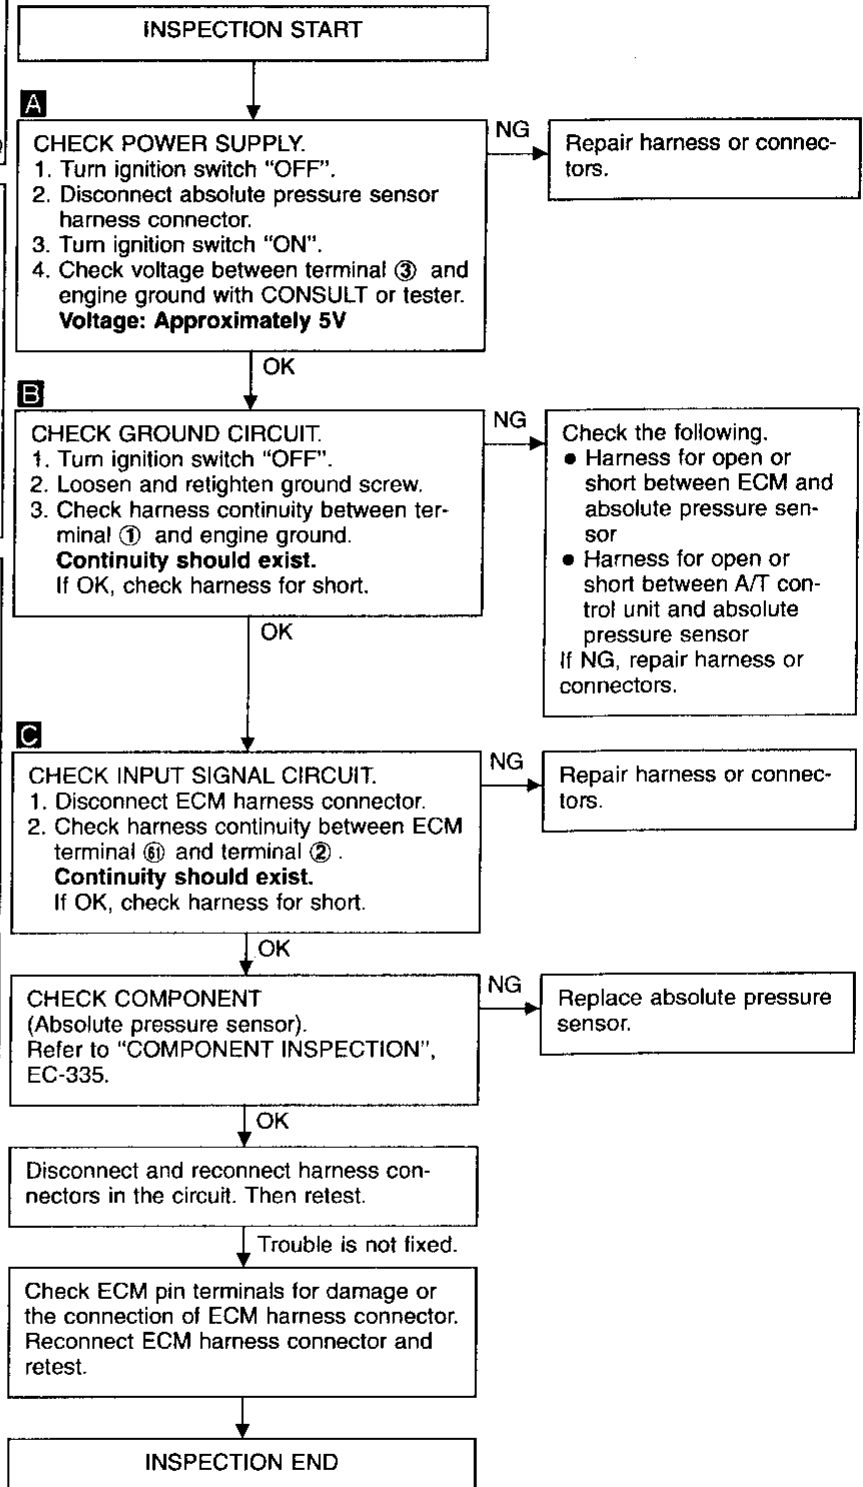 INSPECTION START
A
CHECK POWER SUPPLY.
1. Turn ignition switch “OFF”.
2. Disconnect absolute pressure sensor
harness connector.
3. Turn ignition switch “ON”.
4. Check voltage between terminal ③ and
engine ground with CONSULT or tester.
Voltage: Approximately 5V
NG
Repair harness or connec-
tors.
OK
B
CHECK GROUND CIRCUIT.
1. Turn ignition switch “OFF”.
2. Loosen and retighten ground screw.
3. Check harness continuity between ter-
minal ① and engine ground.
Continuity should exist.
If OK, check harness for short.
NG
Check the following.
● Harness for open or
short between ECM and
absolute pressure sen-
sor
● Harness for open or
short between A/T con-
trol unit and absolute
pressure sensor
If NG, repair harness or
connectors.
OK
C
CHECK INPUT SIGNAL CIRCUIT.
1. Disconnect ECM harness connector.
2. Check harness continuity between ECM
terminal (61) and terminal ② .
Continuity should exist.
If OK, check harness for short.
NG
Repair harness or connec-
tors.
OK
CHECK COMPONENT
(Absolute pressure sensor).
Refer to “COMPONENT INSPECTION”,
EC-335.
NG
Replace absolute pressure
sensor.
OK
Disconnect and reconnect harness con-
nectors in the circuit. Then retest.
Trouble is not fixed.
Check ECM pin terminals for damage or
the connection of ECM harness connector.
Reconnect ECM harness connector and
retest.
INSPECTION END